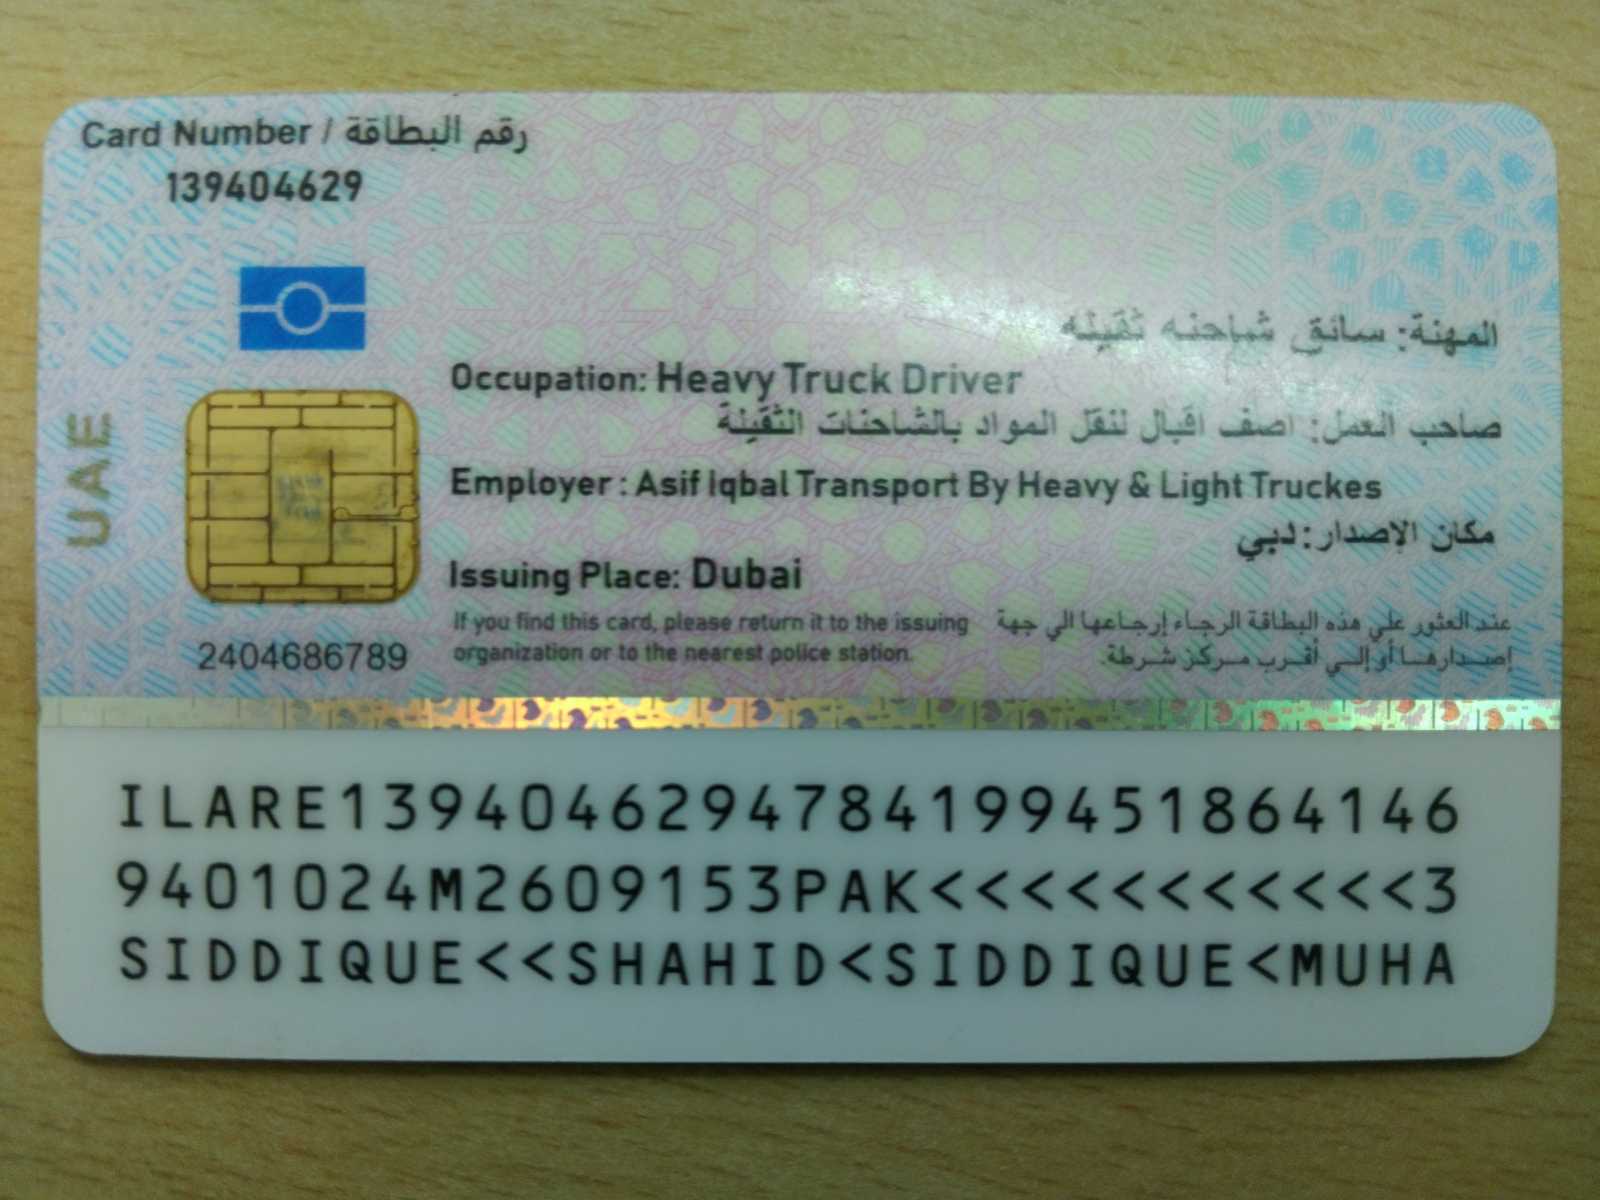 Card Number / رقم البطاقة
139404629
المهنة: سائق شاحنه ثقيله
Occupation: Heavy Truck Driver
صاحب العمل: اصف اقبال لنقل المواد بالشاحنات الثقيلة
Employer : Asif Iqbal Transport By Heavy & Light Truckes
مكان الإصدار: دبي
Issuing Place: Dubai
UAE
If you find this card, please return it to the issuing
organization or to the nearest police station.
عند العثور علي هذه البطاقة الرجاء إرجاعها الي جهة
إصدارها أو إلي أقرب مركز شرطة.
2404686789
ILARE1394046294784199451864146
9401024M2609153PAK<<<<<<<<<<<3
SIDDIQUE<<SHAHID<SIDDIQUE<MUHA